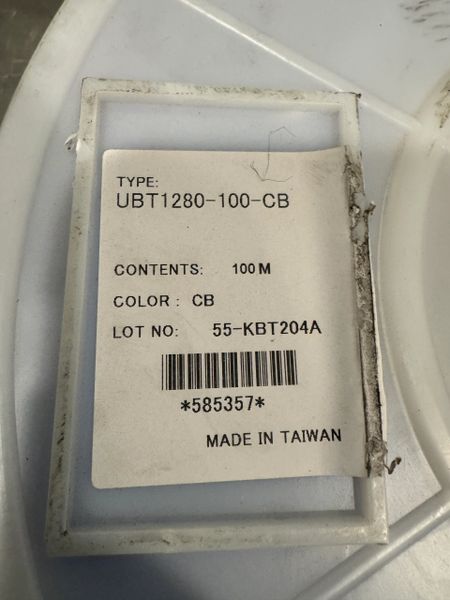 TYPE:
UBT1280-100-CB
CONTENTS: 100M
COLOR : CB
LOT NO: 55-KBT204A
*585357*
MADE IN TAIWAN